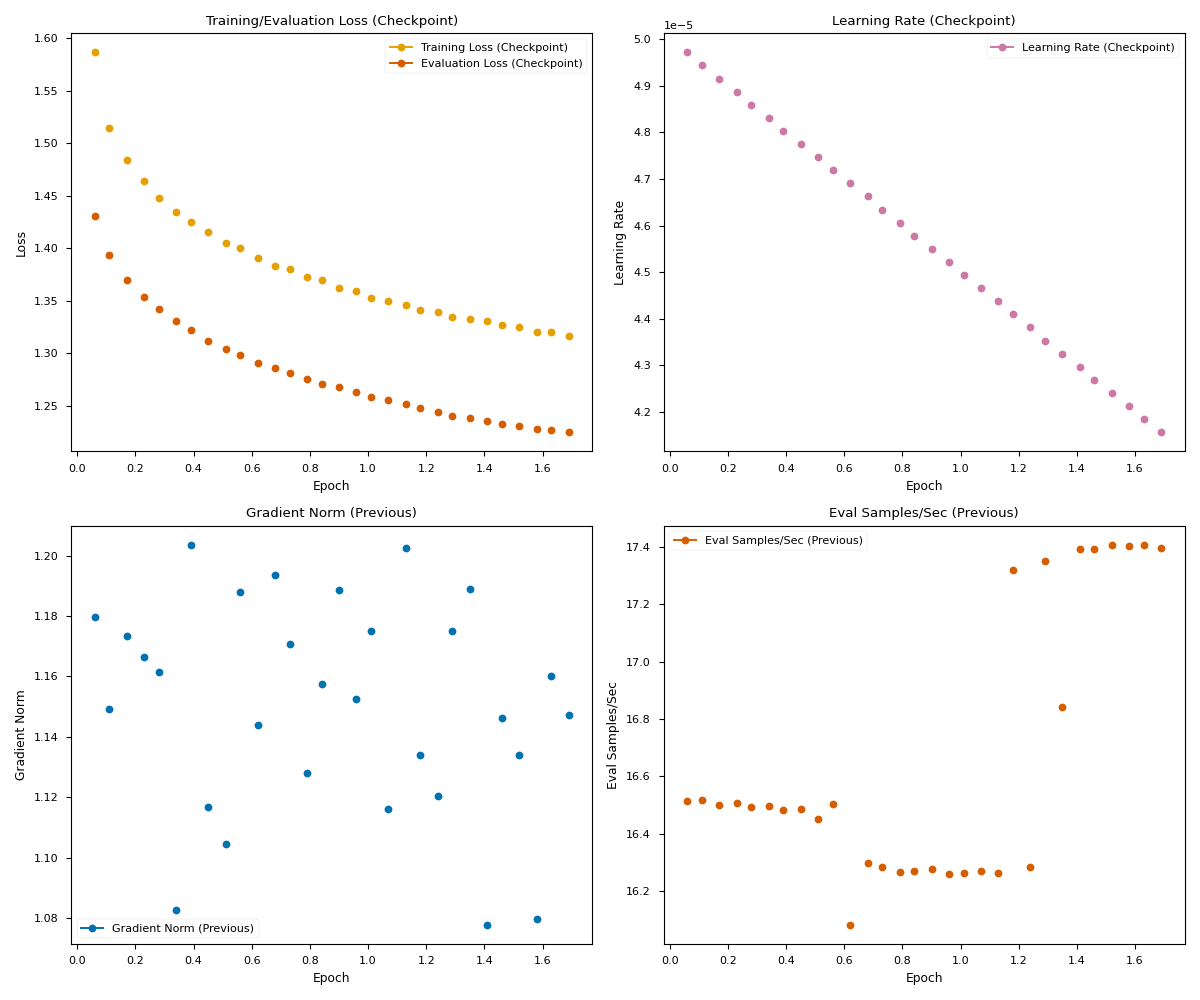 Training/Evaluation Loss (Checkpoint)
Training Loss (Checkpoint)
Evaluation Loss (Checkpoint)
Loss
1.60
1.55
1.50
1.45
1.40
1.35
1.30
1.25
0.0 0.2 0.4 0.6 0.8 1.0 1.2 1.4 1.6
Epoch
Learning Rate (Checkpoint)
1e−5
Learning Rate (Checkpoint)
Learning Rate
5.0
4.9
4.8
4.7
4.6
4.5
4.4
4.3
4.2
0.0 0.2 0.4 0.6 0.8 1.0 1.2 1.4 1.6
Epoch
Gradient Norm (Previous)
Gradient Norm
1.20
1.18
1.16
1.14
1.12
1.10
1.08
Gradient Norm (Previous)
0.0 0.2 0.4 0.6 0.8 1.0 1.2 1.4 1.6
Epoch
Eval Samples/Sec (Previous)
Eval Samples/Sec (Previous)
Eval Samples/Sec
17.4
17.2
17.0
16.8
16.6
16.4
16.2
0.0 0.2 0.4 0.6 0.8 1.0 1.2 1.4 1.6
Epoch